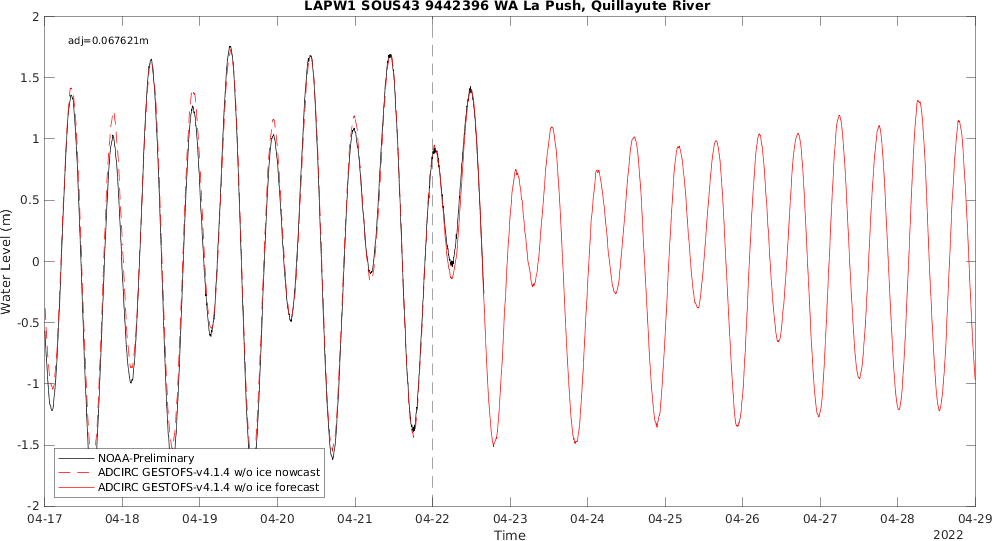 LAPW1 SOUS43 9442396 WA La Push, Quillayute River
adj=0.067621m
2
1.5
1
0.5
0
-0.5
-1
-1.5
-2
Water Level (m)
NOAA-Preliminary
ADCIRC GESTOFS-v4.1.4 w/o ice nowcast
ADCIRC GESTOFS-v4.1.4 w/o ice forecast
04-17 04-18 04-19 04-20 04-21 04-22 04-23 04-24 04-25 04-26 04-27 04-28 04-29
Time
2022